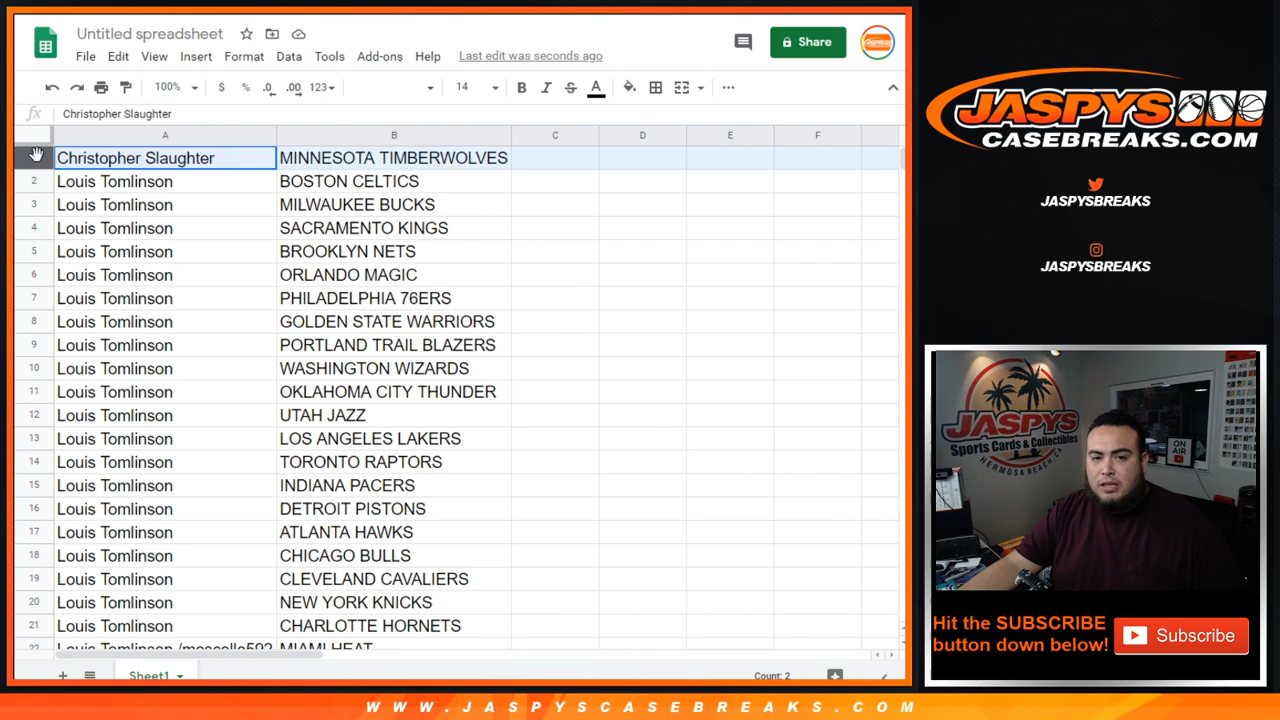 Untitled spreadsheet
File Edit View Insert Format Data Tools Add-ons Help Last edit was seconds ago
Share
100% $ % .0 .00 123 14 B I S A
fx Christopher Slaughter
A B C D E F
Christopher Slaughter MINNESOTA TIMBERWOLVES
2 Louis Tomlinson BOSTON CELTICS
3 Louis Tomlinson MILWAUKEE BUCKS
4 Louis Tomlinson SACRAMENTO KINGS
5 Louis Tomlinson BROOKLYN NETS
6 Louis Tomlinson ORLANDO MAGIC
7 Louis Tomlinson PHILADELPHIA 76ERS
8 Louis Tomlinson GOLDEN STATE WARRIORS
9 Louis Tomlinson PORTLAND TRAIL BLAZERS
10 Louis Tomlinson WASHINGTON WIZARDS
11 Louis Tomlinson OKLAHOMA CITY THUNDER
12 Louis Tomlinson UTAH JAZZ
13 Louis Tomlinson LOS ANGELES LAKERS
14 Louis Tomlinson TORONTO RAPTORS
15 Louis Tomlinson INDIANA PACERS
16 Louis Tomlinson DETROIT PISTONS
17 Louis Tomlinson ATLANTA HAWKS
18 Louis Tomlinson CHICAGO BULLS
19 Louis Tomlinson CLEVELAND CAVALIERS
20 Louis Tomlinson NEW YORK KNICKS
21 Louis Tomlinson CHARLOTTE HORNETS
22 Louis Tomlinson MIAMI HEAT
Sheet1 Count: 2
JASPYS
CASEBREAKS.COM
JASPYSBREAKS
JASPYSBREAKS
JASPYS
Sports Cards & Collectibles
HERMOSA BEACH, CA
ON AIR
Hit the SUBSCRIBE
button down below!
Subscribe
WWW.JASPYSCASEBREAKS.COM